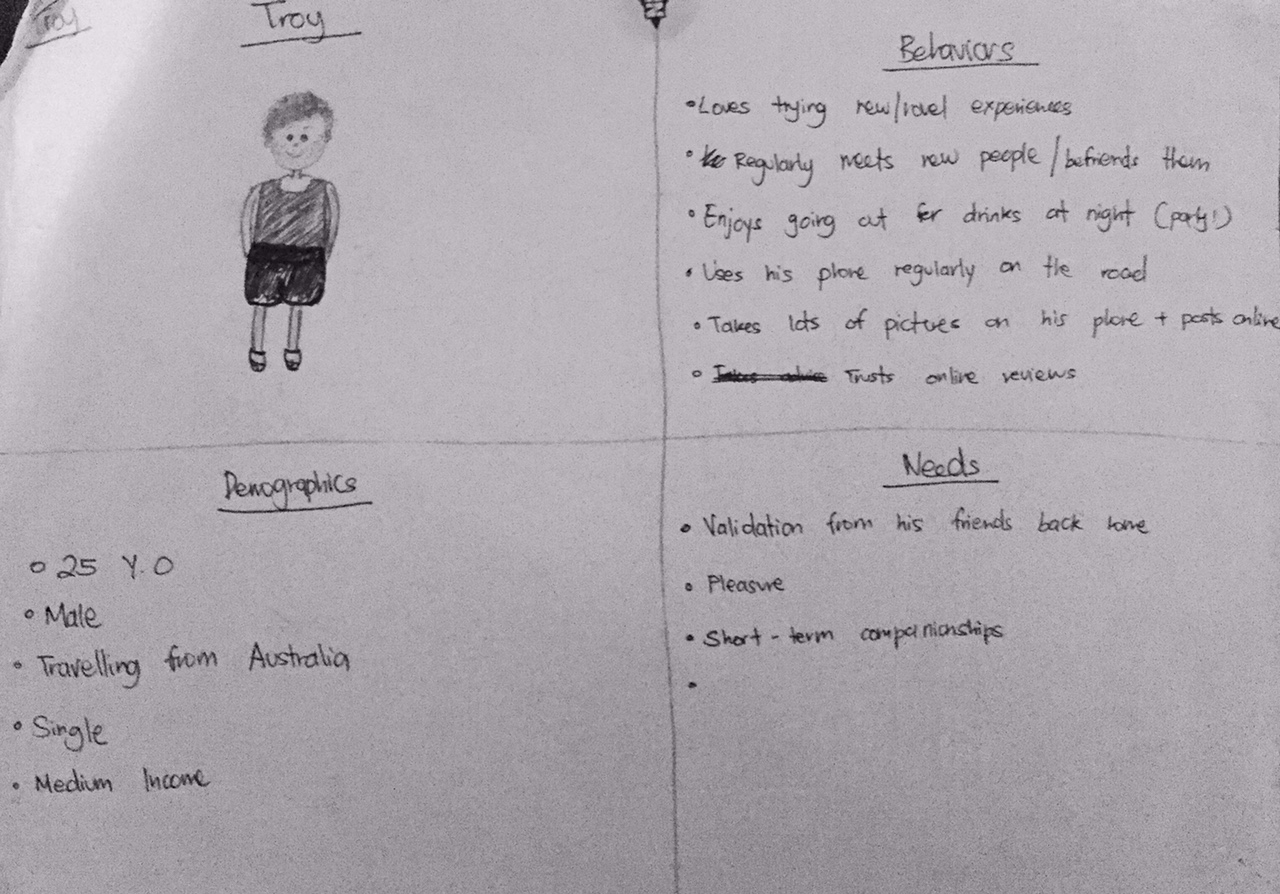 Troy
Troy
Behaviors
•Loves trying new/novel experiences
• Regularly meets new people / befriends them
• Enjoys going out for drinks at night (party!)
• Uses his phone regularly on the road
• Takes lots of pictures on his phone + posts online
• Trusts online reviews
Demographics
• 25 Y.O
• Male
• Travelling from Australia
• Single
• Medium Income
Needs
• Validation from his friends back home
• Pleasure
• Short-term companionships
•